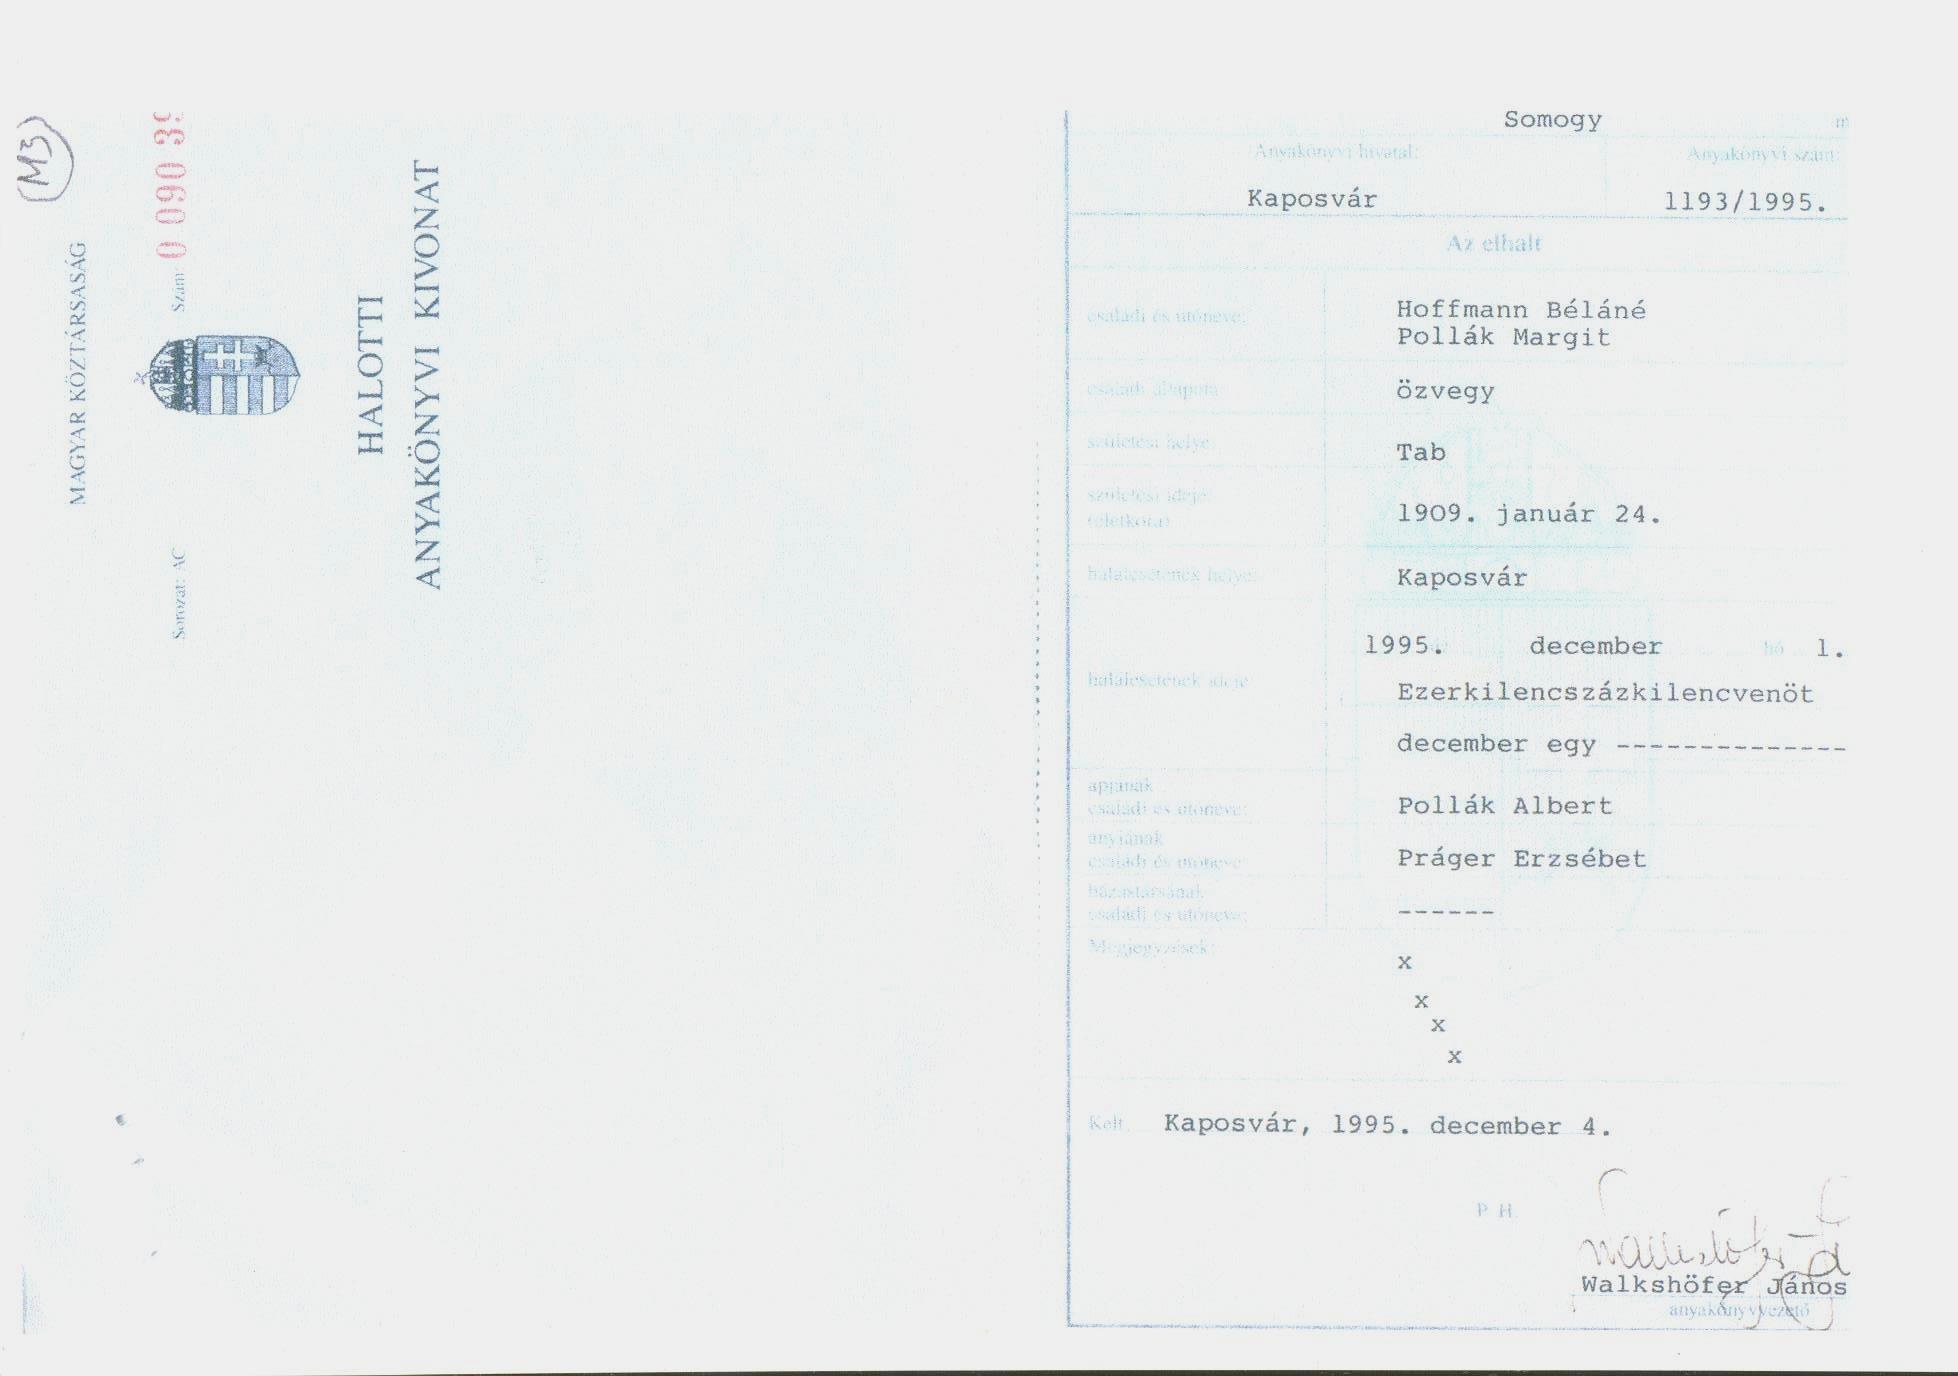 M3
MAGYAR KÖZTÁRSASÁG
Sorozat: AC
Szám: 0 090 39
HALOTTI
ANYAKÖNYVI KIVONAT
Somogy m
Anyakönyvi hivatal: Anyakönyvi szám:
Kaposvár 1193/1995.
Az elhalt
családi és utóneve: Hoffmann Béláné
Pollák Margit
családi állapota özvegy
születési helye: Tab
születési ideje:
(életkora) 1909. január 24.
halálesetének helye: Kaposvár
1995. december hó 1.
halálesetének ideje Ezerkilencszázkilencvenöt
december egy --------------
apjának
családi és utóneve: Pollák Albert
anyjának
családi és utóneve Práger Erzsébet
házastársának
családi és utóneve: ------
Megjegyzések:
x
x
x
x
Kelt. Kaposvár, 1995. december 4.
P. H.
Walkshöfer János
anyakönyvvezető